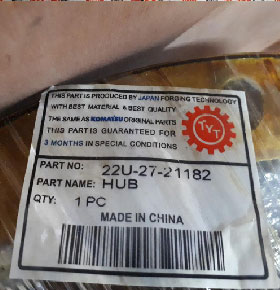 THIS PART IS PRODUCED BY JAPAN FORGING TECHNOLOGY
WITH BEST MATERIAL & BEST QUALITY
THE SAME AS KOMATSU ORIGINAL PARTS
THIS PART IS GUARANTEED FOR
3 MONTHS IN SPECIAL CONDITIONS
TYT
PART NO: 22U-27-21182
PART NAME: HUB
QTY: 1 PC
MADE IN CHINA